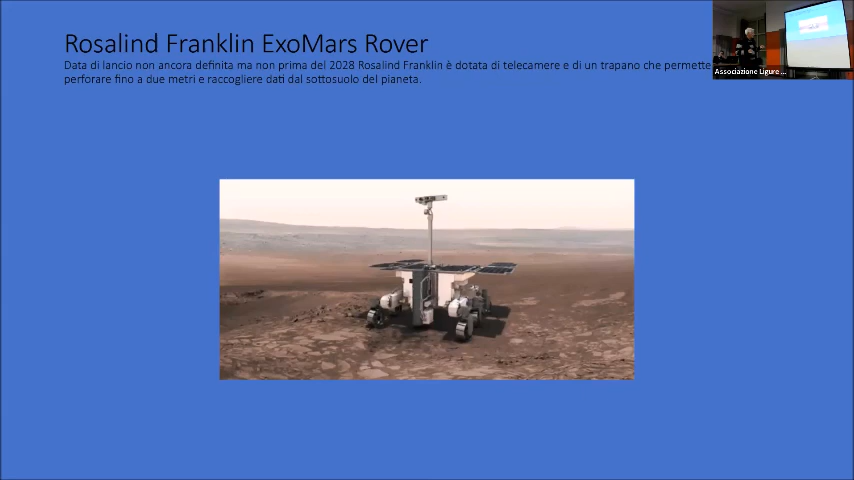 Rosalind Franklin ExoMars Rover
Data di lancio non ancora definita ma non prima del 2028 Rosalind Franklin è dotata di telecamere e di un trapano che permette
perforare fino a due metri e raccogliere dati dal sottosuolo del pianeta.
Associazione Ligure ...